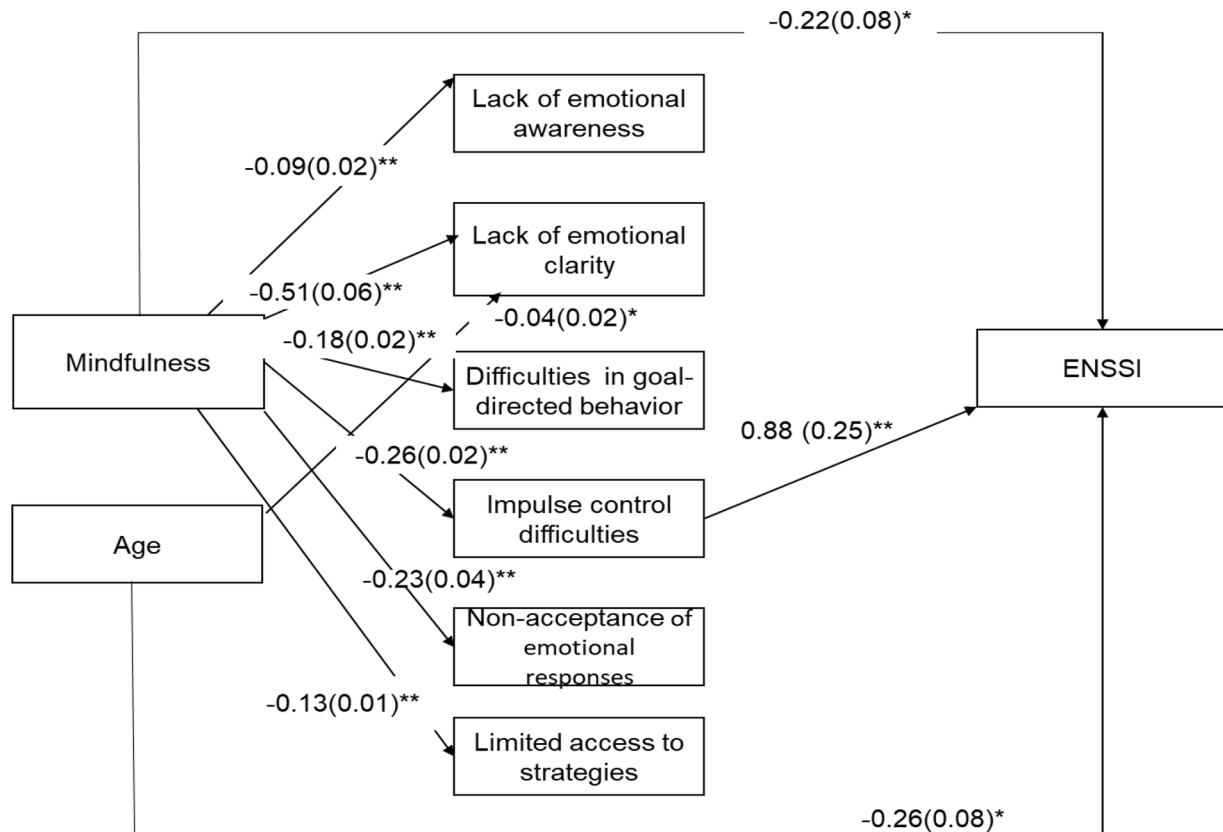 -0.22(0.08)*
Lack of emotional
awareness
-0.09(0.02)**
Lack of emotional
clarity
-0.51(0.06)**
-0.04(0.02)*
-0.18(0.02)**
Mindfulness
ENSSI
Difficulties in goal-
directed behavior
0.88 (0.25)**
-0.26(0.02)**
Impulse control
difficulties
Age
-0.23(0.04)**
Non-acceptance of
emotional
responses
-0.13(0.01)**
Limited access to
strategies
-0.26(0.08)*